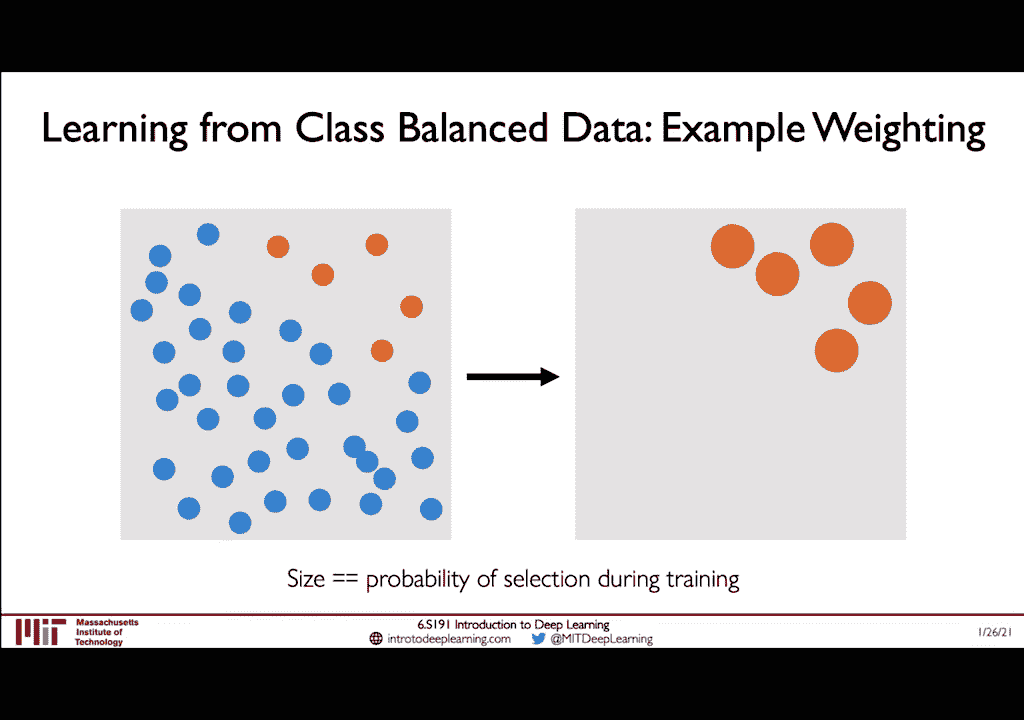 Learning from Class Balanced Data: Example Weighting
Size == probability of selection during training
Massachusetts
Institute of
Technology
6.S191 Introduction to Deep Learning
introtodeeplearning.com @MITDeepLearning
1/26/21